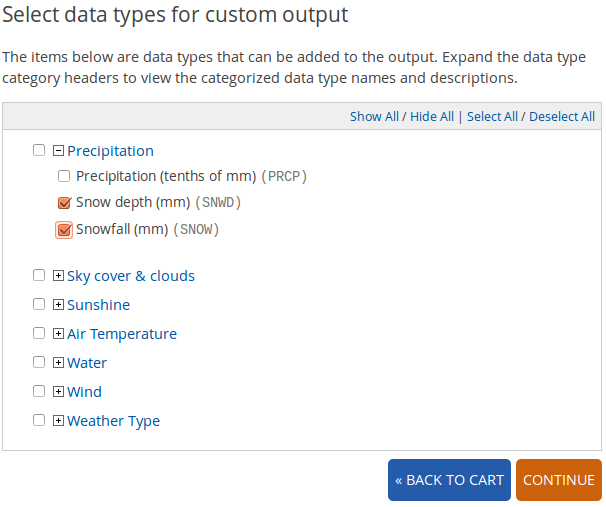 Select data types for custom output
The items below are data types that can be added to the output. Expand the data type
category headers to view the categorized data type names and descriptions.
Show All / Hide All | Select All / Deselect All
Precipitation
Precipitation (tenths of mm) (PRCP)
Snow depth (mm) (SNWD)
Snowfall (mm) (SNOW)
Sky cover & clouds
Sunshine
Air Temperature
Water
Wind
Weather Type
« BACK TO CART CONTINUE